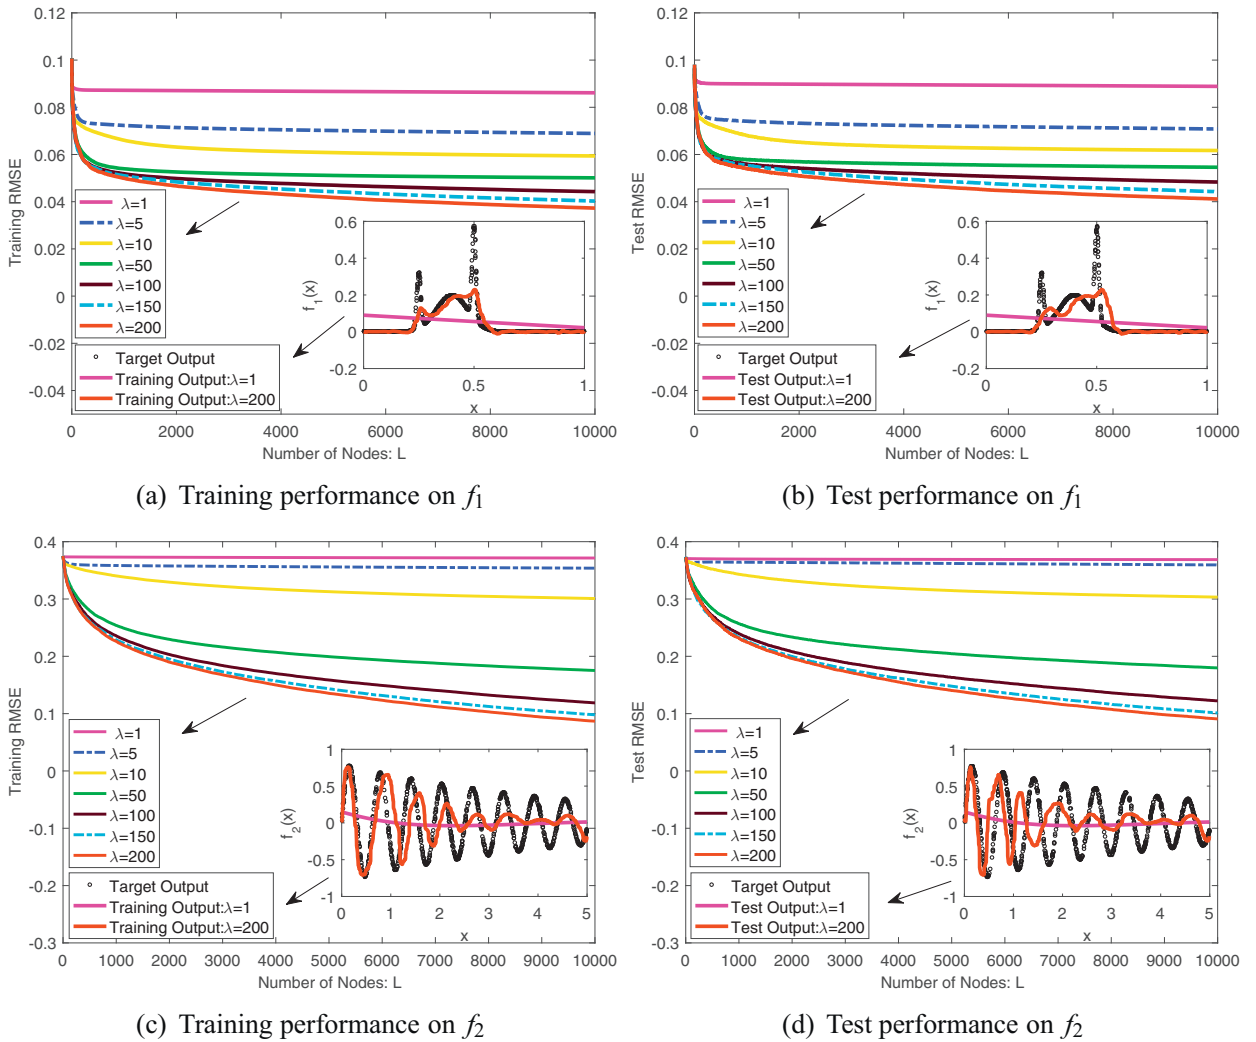 0.12
0.1
0.08
0.06
0.04
0.02
0
-0.02
-0.04
Training RMSE
λ=1
λ=5
λ=10
λ=50
λ=100
λ=150
λ=200
Target Output
Training Output:λ=1
Training Output:λ=200
0.6
0.4
0.2
0
-0.2
f1(x)
0 0.5 1
x
0 2000 4000 6000 8000 10000
Number of Nodes: L
(a) Training performance on f1
0.12
0.1
0.08
0.06
0.04
0.02
0
-0.02
-0.04
Test RMSE
λ=1
λ=5
λ=10
λ=50
λ=100
λ=150
λ=200
Target Output
Test Output:λ=1
Test Output:λ=200
0.6
0.4
0.2
0
-0.2
f1(x)
0 0.5 1
x
0 2000 4000 6000 8000 10000
Number of Nodes: L
(b) Test performance on f1
0.4
0.3
0.2
0.1
0
-0.1
-0.2
-0.3
Training RMSE
λ=1
λ=5
λ=10
λ=50
λ=100
λ=150
λ=200
Target Output
Training Output:λ=1
Training Output:λ=200
1
0.5
0
-0.5
-1
f2(x)
0 1 2 3 4 5
x
0 1000 2000 3000 4000 5000 6000 7000 8000 9000 10000
Number of Nodes: L
(c) Training performance on f2
0.4
0.3
0.2
0.1
0
-0.1
-0.2
-0.3
Test RMSE
λ=1
λ=5
λ=10
λ=50
λ=100
λ=150
λ=200
Target Output
Test Output:λ=1
Test Output:λ=200
1
0.5
0
-0.5
-1
f2(x)
0 1 2 3 4 5
x
0 1000 2000 3000 4000 5000 6000 7000 8000 9000 10000
Number of Nodes: L
(d) Test performance on f2